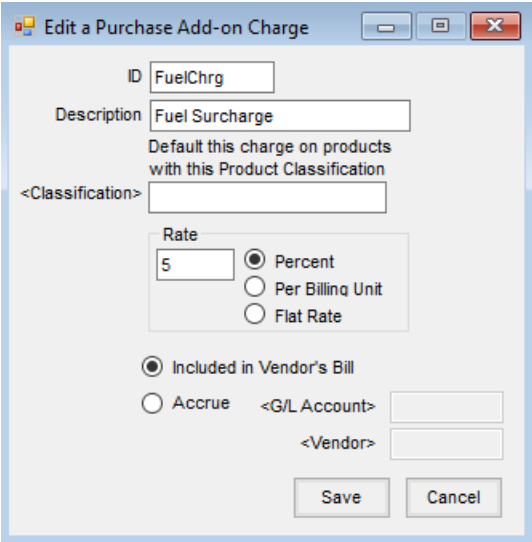 Edit a Purchase Add-on Charge
ID FuelChrg
Description Fuel Surcharge
Default this charge on products
with this Product Classification
<Classification>
Rate
5 Percent
Per Billing Unit
Flat Rate
Included in Vendor's Bill
Accrue <G/L Account>
<Vendor>
Save Cancel